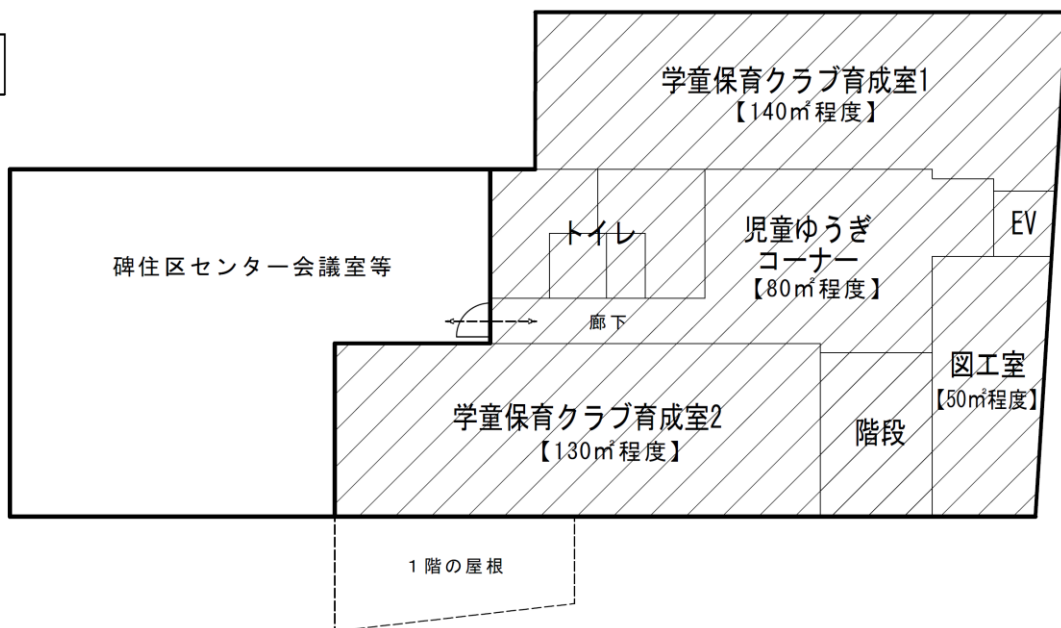 学童保育クラブ育成室1
【140㎡程度】
トイレ
児童ゆうぎ
コーナー
【80㎡程度】
EV
碑住区センター会議室等
廊下
図工室
【50㎡程度】
学童保育クラブ育成室2
【130㎡程度】
階段
1階の屋根